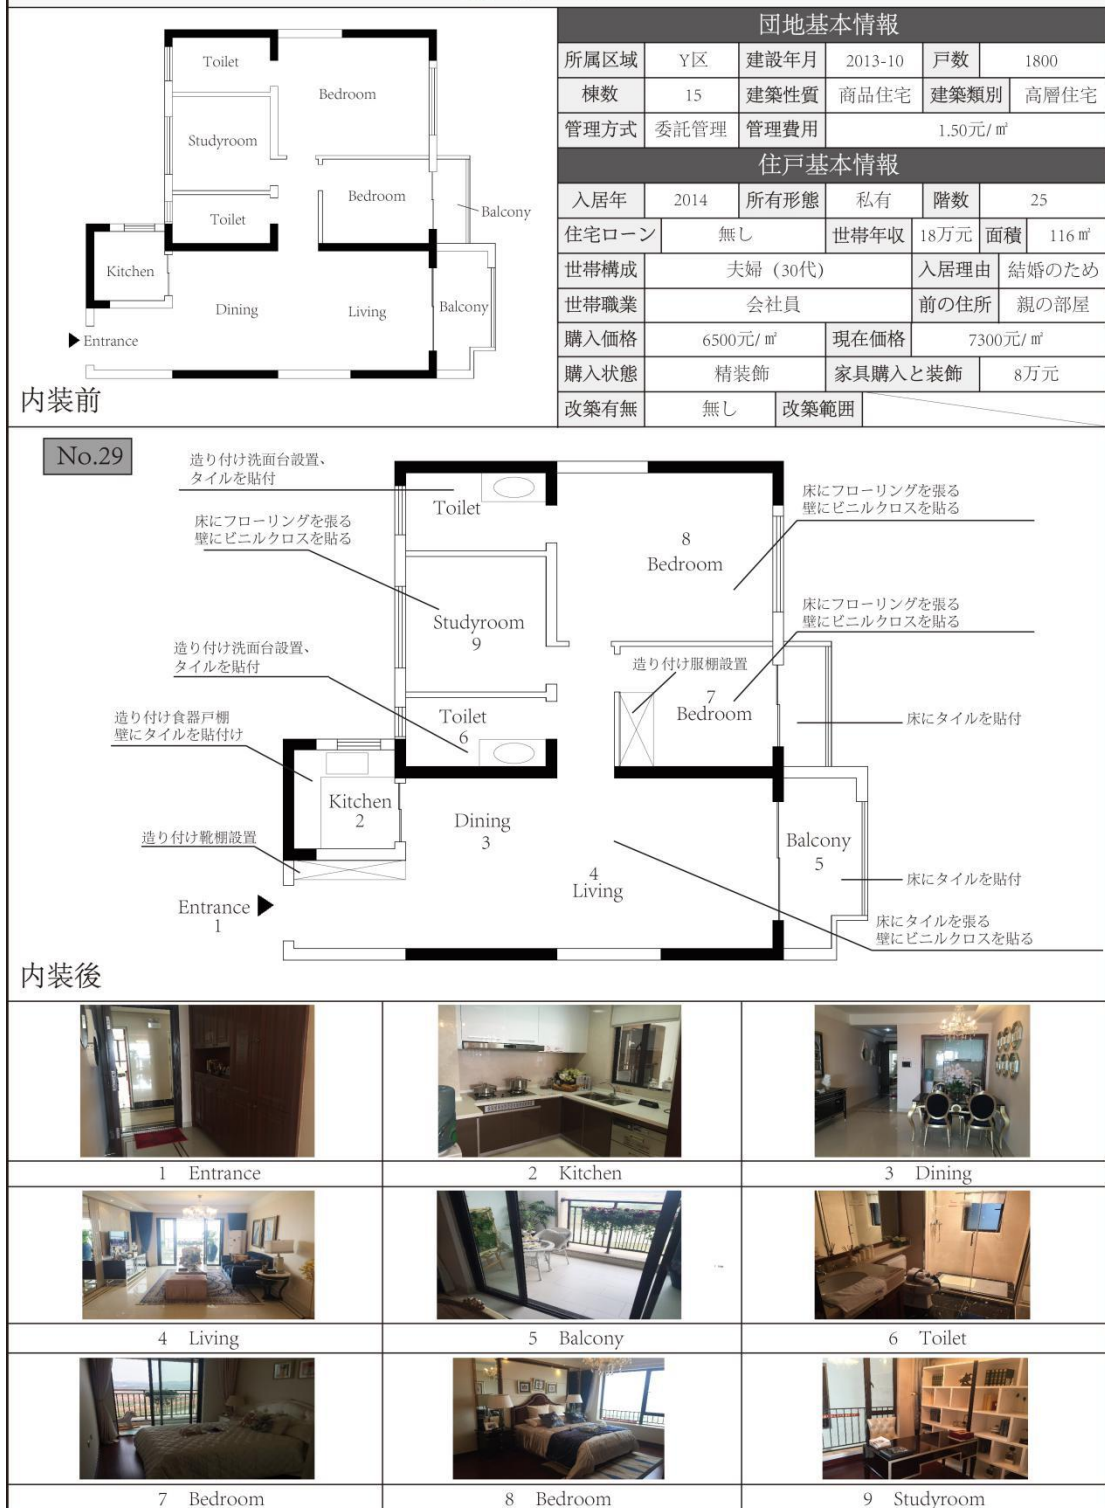 Toilet
Bedroom
Studyroom
Bedroom
Toilet
Balcony
Kitchen
Dining
Living
Balcony
Entrance
内装前
団地基本情報
所属区域 Y区 建設年月 2013-10 戸数 1800
棟数 15 建築性質 商品住宅 建築類別 高層住宅
管理方式 委託管理 管理費用 1.50元/㎡
住戸基本情報
入居年 2014 所有形態 私有 階数 25
住宅ローン 無し 世帯年収 18万元 面積 116㎡
世帯構成 夫婦（30代） 入居理由 結婚のため
世帯職業 会社員 前の住所 親の部屋
購入価格 6500元/㎡ 現在価格 7300元/㎡
購入状態 精装飾 家具購入と装飾 8万元
改築有無 無し 改築範囲
No.29
造り付け洗面台設置、
タイルを貼付
床にフローリングを張る
壁にビニルクロスを貼る
造り付け洗面台設置、
タイルを貼付
造り付け食器戸棚
壁にタイルを貼付け
造り付け靴棚設置
Toilet
8
Bedroom
Studyroom
9
造り付け服棚設置
7
Bedroom
Toilet
6
Kitchen
2
Dining
3
4
Living
Balcony
5
Entrance
1
床にフローリングを張る
壁にビニルクロスを貼る
床にフローリングを張る
壁にビニルクロスを貼る
床にタイルを貼付
床にタイルを貼付
床にタイルを張る
壁にビニルクロスを貼る
内装後
1 Entrance
2 Kitchen
3 Dining
4 Living
5 Balcony
6 Toilet
7 Bedroom
8 Bedroom
9 Studyroom